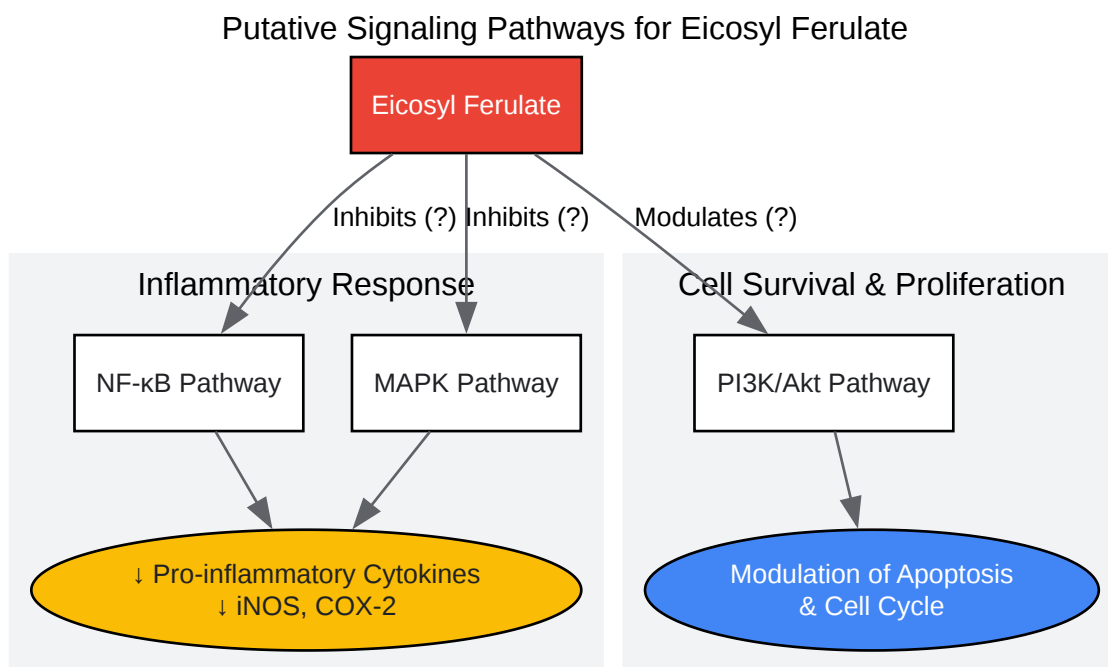 Putative Signaling Pathways for Eicosyl Ferulate
Eicosyl Ferulate
Inhibits (?)
Inhibits (?)
Modulates (?)
Inflammatory Response
Cell Survival & Proliferation
NF-κB Pathway
MAPK Pathway
PI3K/Akt Pathway
↓ Pro-inflammatory Cytokines
↓ iNOS, COX-2
Modulation of Apoptosis
& Cell Cycle